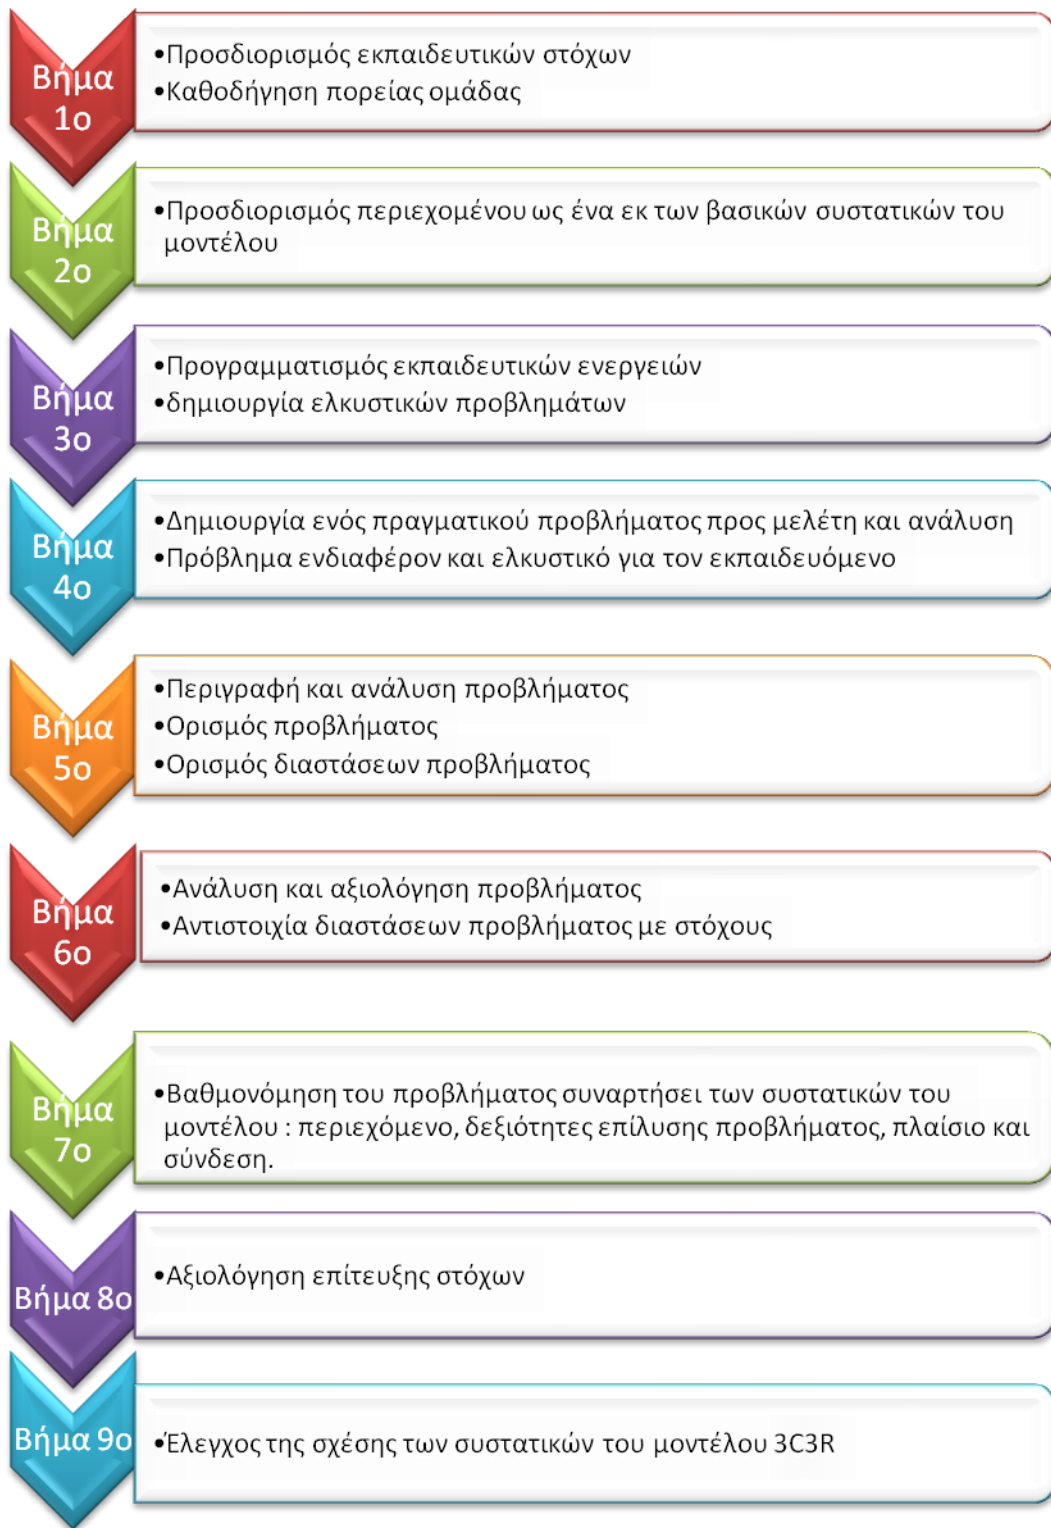 Βήμα
1ο
•Προσδιορισμός εκπαιδευτικών στόχων
•Καθοδήγηση πορείας ομάδας
Βήμα
2ο
•Προσδιορισμός περιεχομένου ως ένα εκ των βασικών συστατικών του
μοντέλου
Βήμα
3ο
•Προγραμματισμός εκπαιδευτικών ενεργειών
•δημιουργία ελκυστικών προβλημάτων
Βήμα
4ο
•Δημιουργία ενός πραγματικού προβλήματος προς μελέτη και ανάλυση
•Πρόβλημα ενδιαφέρον και ελκυστικό για τον εκπαιδευόμενο
Βήμα
5ο
•Περιγραφή και ανάλυση προβλήματος
•Ορισμός προβλήματος
•Ορισμός διαστάσεων προβλήματος
Βήμα
6ο
•Ανάλυση και αξιολόγηση προβλήματος
•Αντιστοιχία διαστάσεων προβλήματος με στόχους
Βήμα
7ο
•Βαθμονόμηση του προβλήματος συναρτήσει των συστατικών του
μοντέλου : περιεχόμενο, δεξιότητες επίλυσης προβλήματος, πλαίσιο και
σύνδεση.
Βήμα 8ο
•Αξιολόγηση επίτευξης στόχων
Βήμα 9ο
•Έλεγχος της σχέσης των συστατικών του μοντέλου 3C3R